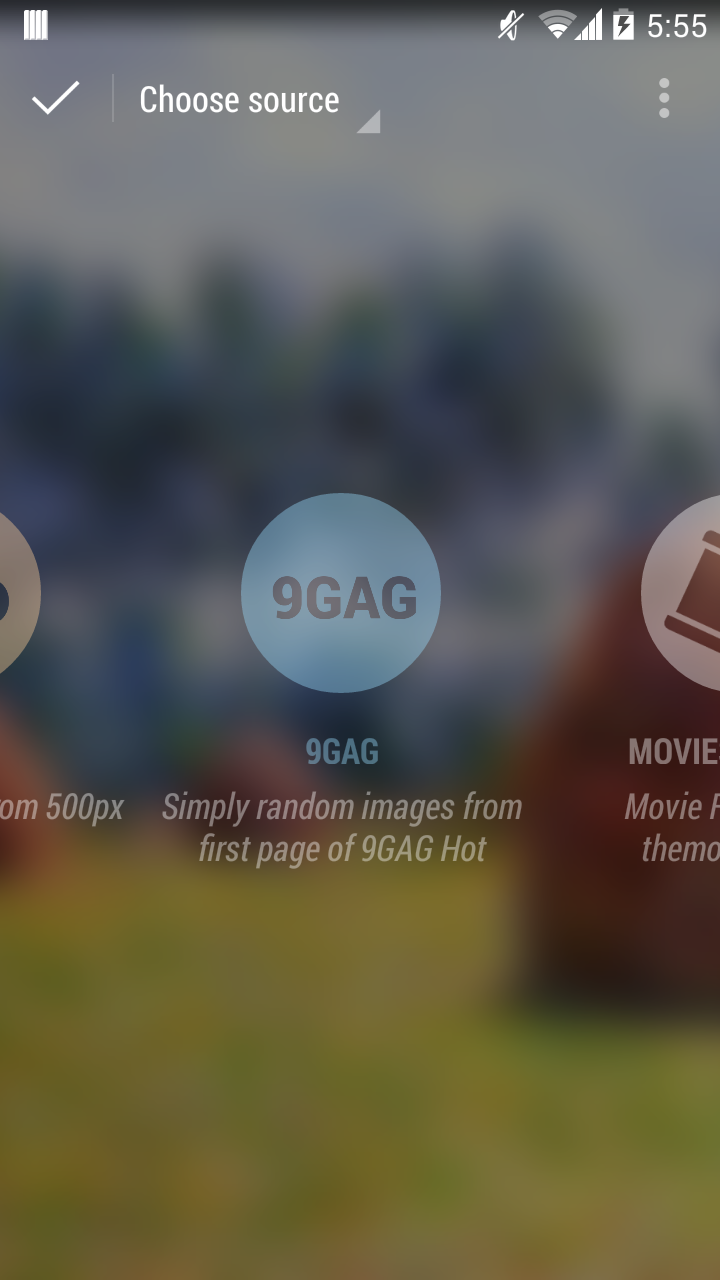 5:55
Choose source
9GAG
9GAG
MOVIE
om 500px
Simply random images from
first page of 9GAG Hot
Movie
themo